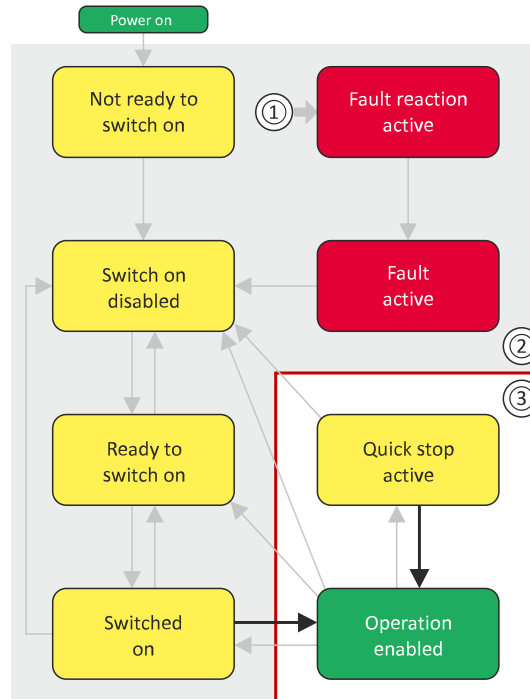 Power on
Not ready to
switch on
①
Fault reaction
active
Switch on
disabled
Fault
active
②
③
Ready to
switch on
Quick stop
active
Switched
on
Operation
enabled